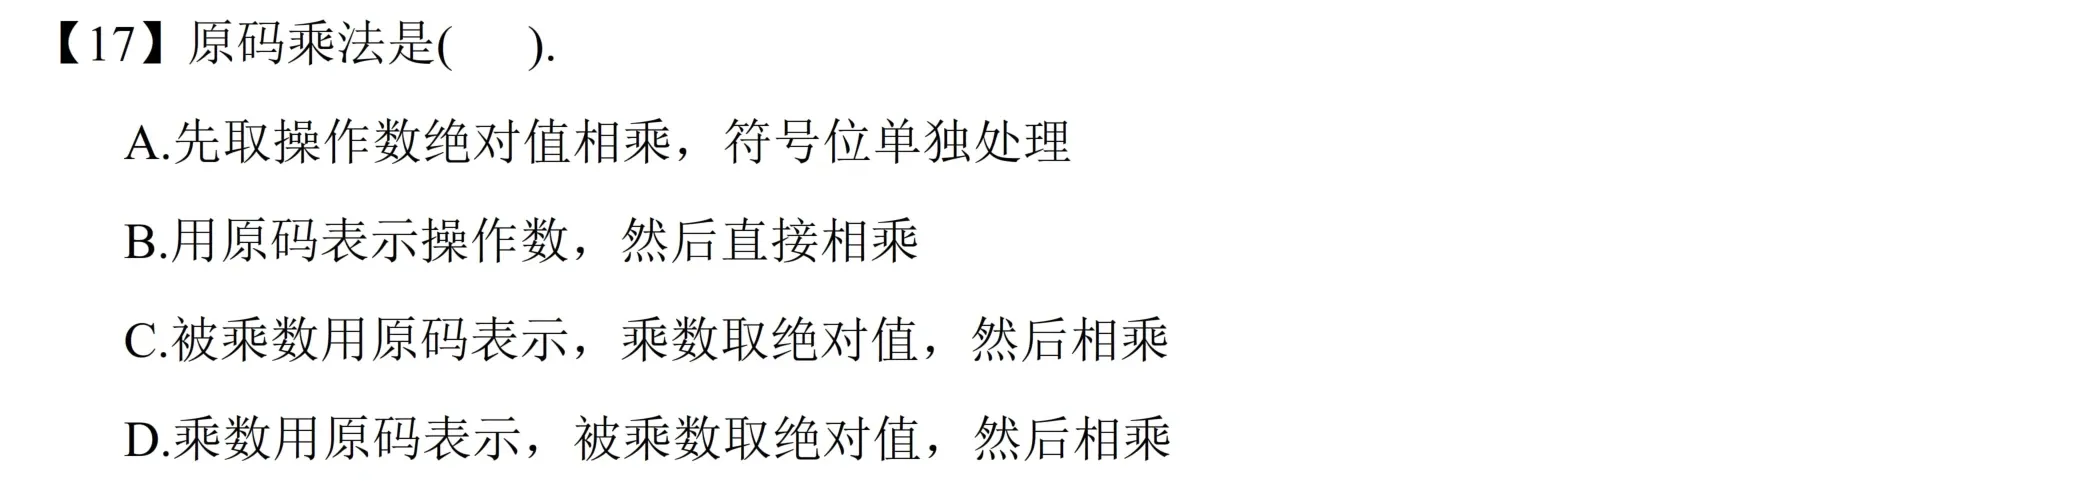 【17】原码乘法是(    ).
A.先取操作数绝对值相乘，符号位单独处理
B.用原码表示操作数，然后直接相乘
C.被乘数用原码表示，乘数取绝对值，然后相乘
D.乘数用原码表示，被乘数取绝对值，然后相乘